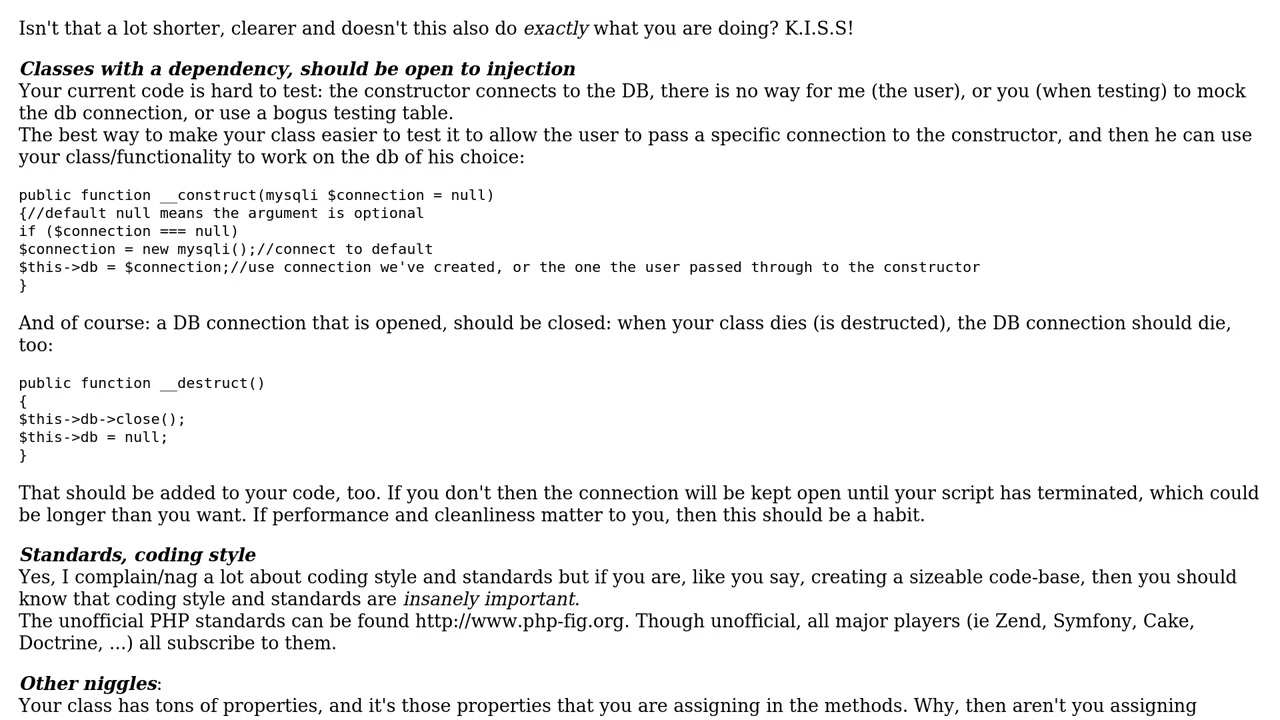 Isn't that a lot shorter, clearer and doesn't this also do exactly what you are doing? K.I.S.S!
Classes with a dependency, should be open to injection
Your current code is hard to test: the constructor connects to the DB, there is no way for me (the user), or you (when testing) to mock
the db connection, or use a bogus testing table.
The best way to make your class easier to test it to allow the user to pass a specific connection to the constructor, and then he can use
your class/functionality to work on the db of his choice:
public function __construct(mysqli $connection = null)
{//default null means the argument is optional
if ($connection === null)
$connection = new mysqli();//connect to default
$this->db = $connection;//use connection we've created, or the one the user passed through to the constructor
}
And of course: a DB connection that is opened, should be closed: when your class dies (is destructed), the DB connection should die,
too:
public function __destruct()
{
$this->db->close();
$this->db = null;
}
That should be added to your code, too. If you don't then the connection will be kept open until your script has terminated, which could
be longer than you want. If performance and cleanliness matter to you, then this should be a habit.
Standards, coding style
Yes, I complain/nag a lot about coding style and standards but if you are, like you say, creating a sizeable code-base, then you should
know that coding style and standards are insanely important.
The unofficial PHP standards can be found http://www.php-fig.org. Though unofficial, all major players (ie Zend, Symfony, Cake,
Doctrine, ...) all subscribe to them.
Other niggles:
Your class has tons of properties, and it's those properties that you are assigning in the methods. Why, then aren't you assigning